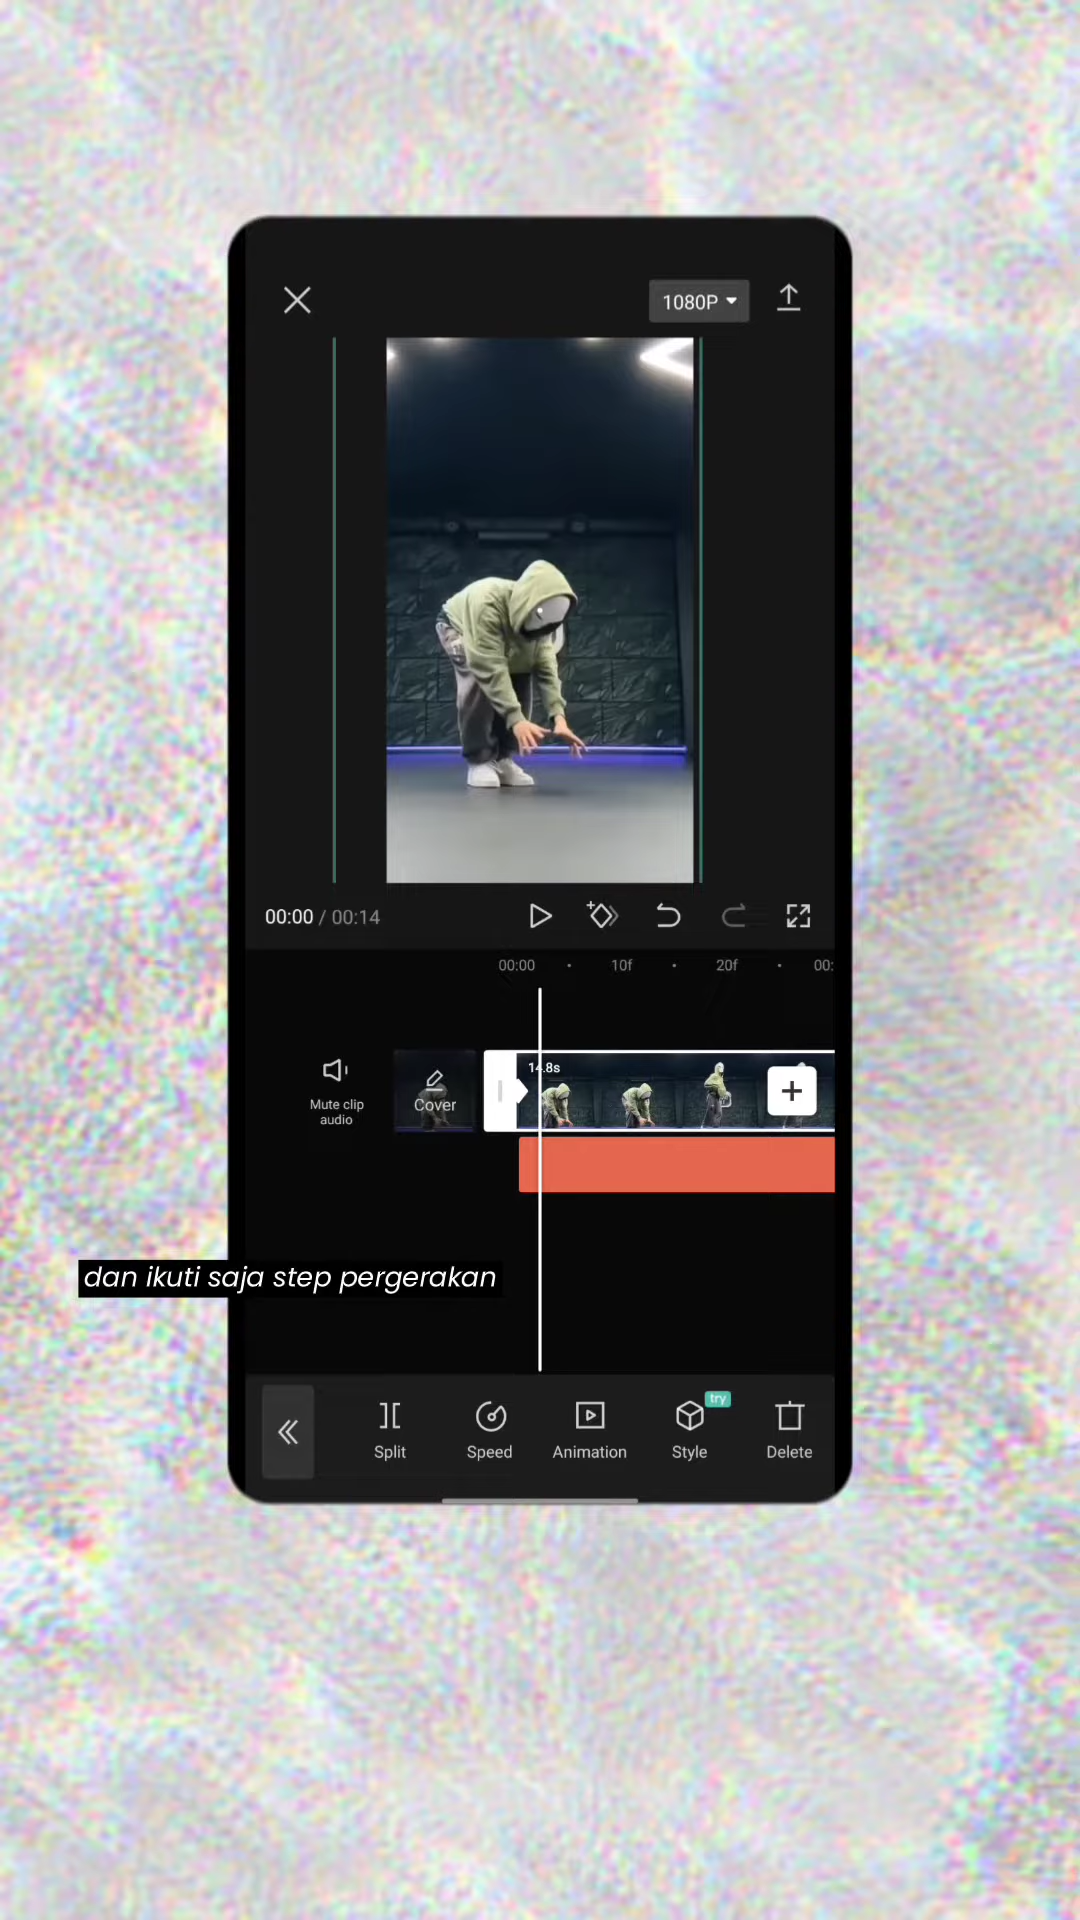 1080P
00:00 / 00:14
00:00 10f 20f 00:
14.8s
Mute clip
audio
Cover
dan ikuti saja step pergerakan
try
Split Speed Animation Style Delete